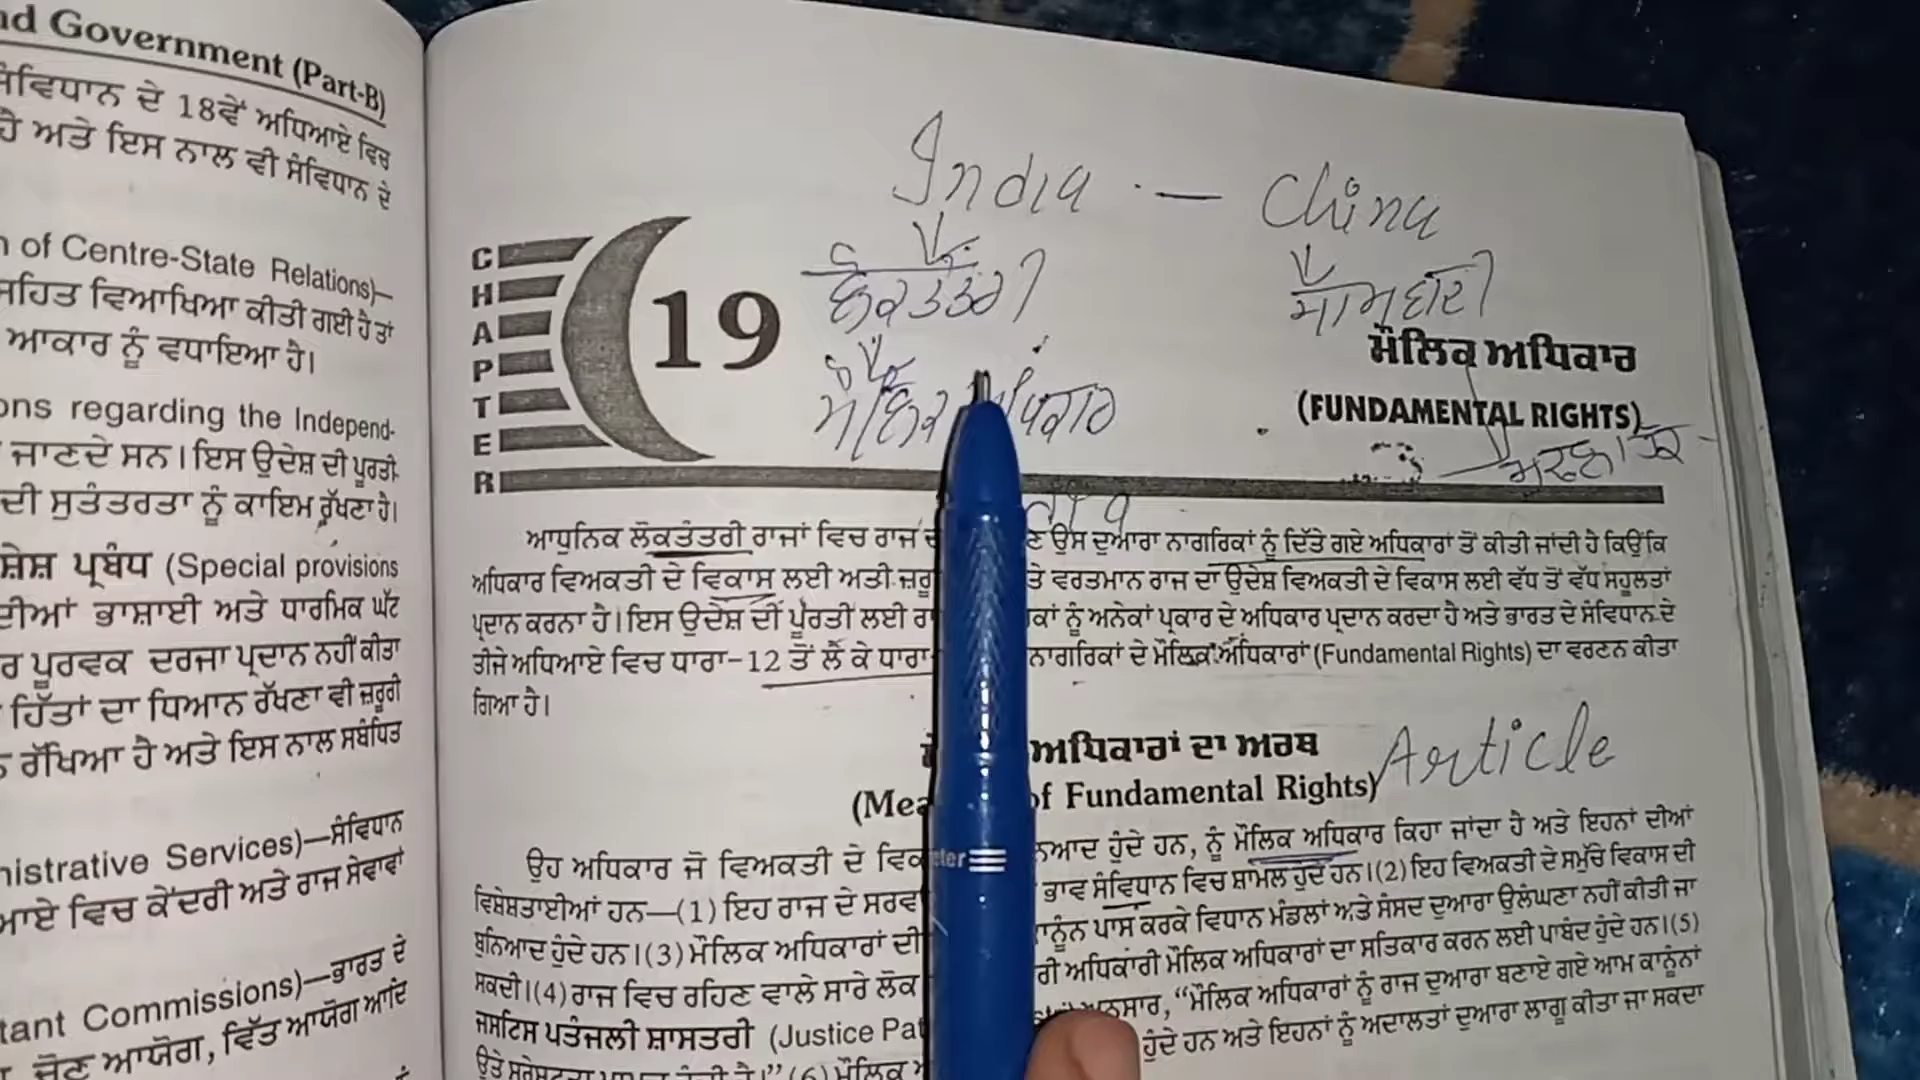 nd Government (Part-B)
ਸੰਵਿਧਾਨ ਦੇ 18ਵੇਂ ਅਧਿਆਏ ਵਿਚ
ਹੈ ਅਤੇ ਇਸ ਨਾਲ ਵੀ ਸੰਵਿਧਾਨ ਦੇ
n of Centre-State Relations)—
ਸਹਿਤ ਵਿਆਖਿਆ ਕੀਤੀ ਗਈ ਹੈ ਤਾਂ
ਆਕਾਰ ਨੂੰ ਵਧਾਇਆ ਹੈ।
ons regarding the Independ-
ਜਾਣਦੇ ਸਨ। ਇਸ ਉਦੇਸ਼ ਦੀ ਪੂਰਤੀ
ਦੀ ਸੁਤੰਤਰਤਾ ਨੂੰ ਕਾਇਮ ਰੱਖਣਾ ਹੈ।
ਸ਼ੇਸ਼ ਪ੍ਰਬੰਧ (Special provisions
ਦੀਆਂ ਭਾਸ਼ਾਈ ਅਤੇ ਧਾਰਮਿਕ ਘੱਟ
ਰ ਪੂਰਵਕ ਦਰਜਾ ਪ੍ਰਦਾਨ ਨਹੀਂ ਕੀਤਾ
ਹਿੱਤਾਂ ਦਾ ਧਿਆਨ ਰੱਖਣਾ ਵੀ ਜ਼ਰੂਰੀ
ਰੱਖਿਆ ਹੈ ਅਤੇ ਇਸ ਨਾਲ ਸਬੰਧਿਤ
nistrative Services)—ਸੰਵਿਧਾਨ
ਆਏ ਵਿਚ ਕੇਂਦਰੀ ਅਤੇ ਰਾਜ ਸੇਵਾਵਾਂ
tant Commissions)—ਭਾਰਤ ਦੇ
ਚੋਣ ਆਯੋਗ, ਵਿੱਤ ਆਯੋਗ ਆਦਿ
India — China
ਲੋਕਤੰਤਰੀ ਸਾਮਵਾਦੀ
CHAPTER 19
ਮੌਲਿਕ ਅਧਿਕਾਰ
ਮੌਲਿਕ ਅਧਿਕਾਰ
(FUNDAMENTAL RIGHTS)
ਆਧੁਨਿਕ ਲੋਕਤੰਤਰੀ ਰਾਜਾਂ ਵਿਚ ਰਾਜ ਉਸ ਦੁਆਰਾ ਨਾਗਰਿਕਾਂ ਨੂੰ ਦਿੱਤੇ ਗਏ ਅਧਿਕਾਰਾਂ ਤੋਂ ਕੀਤੀ ਜਾਂਦੀ ਹੈ ਕਿਉਂਕਿ
ਅਧਿਕਾਰ ਵਿਅਕਤੀ ਦੇ ਵਿਕਾਸ ਲਈ ਅਤੀ ਜ਼ਰੂ ਤੇ ਵਰਤਮਾਨ ਰਾਜ ਦਾ ਉਦੇਸ਼ ਵਿਅਕਤੀ ਦੇ ਵਿਕਾਸ ਲਈ ਵੱਧ ਤੋਂ ਵੱਧ ਸਹੂਲਤਾਂ
ਪ੍ਰਦਾਨ ਕਰਨਾ ਹੈ। ਇਸ ਉਦੇਸ਼ ਦੀ ਪੂਰਤੀ ਲਈ ਰਾ ਕਾਂ ਨੂੰ ਅਨੇਕਾਂ ਪ੍ਰਕਾਰ ਦੇ ਅਧਿਕਾਰ ਪ੍ਰਦਾਨ ਕਰਦਾ ਹੈ ਅਤੇ ਭਾਰਤ ਦੇ ਸੰਵਿਧਾਨ ਦੇ
ਤੀਜੇ ਅਧਿਆਏ ਵਿਚ ਧਾਰਾ-12 ਤੋਂ ਲੈ ਕੇ ਧਾਰਾ ਨਾਗਰਿਕਾਂ ਦੇ ਮੌਲਿਕ ਅਧਿਕਾਰਾਂ (Fundamental Rights) ਦਾ ਵਰਣਨ ਕੀਤਾ
ਗਿਆ ਹੈ।
ਅਧਿਕਾਰਾਂ ਦਾ ਅਰਥ Article
(Mea of Fundamental Rights)
ਉਹ ਅਧਿਕਾਰ ਜੋ ਵਿਅਕਤੀ ਦੇ ਵਿਕ ਨਿਆਦ ਹੁੰਦੇ ਹਨ, ਨੂੰ ਮੌਲਿਕ ਅਧਿਕਾਰ ਕਿਹਾ ਜਾਂਦਾ ਹੈ ਅਤੇ ਇਹਨਾਂ ਦੀਆਂ
ਵਿਸ਼ੇਸ਼ਤਾਈਆਂ ਹਨ—(1) ਇਹ ਰਾਜ ਦੇ ਸਰਵ ਭਾਵ ਸੰਵਿਧਾਨ ਵਿਚ ਸ਼ਾਮਲ ਹੁੰਦੇ ਹਨ। (2) ਇਹ ਵਿਅਕਤੀ ਦੇ ਸਮੁੱਚੇ ਵਿਕਾਸ ਦੀ
ਬੁਨਿਆਦ ਹੁੰਦੇ ਹਨ। (3) ਮੌਲਿਕ ਅਧਿਕਾਰਾਂ ਦੀ ਾਨੂੰਨ ਪਾਸ ਕਰਕੇ ਵਿਧਾਨ ਮੰਡਲਾਂ ਅਤੇ ਸੰਸਦ ਦੁਆਰਾ ਉਲੰਘਣਾ ਨਹੀਂ ਕੀਤੀ ਜਾ
ਸਕਦੀ। (4) ਰਾਜ ਵਿਚ ਰਹਿਣ ਵਾਲੇ ਸਾਰੇ ਲੋਕ ਰੀ ਅਧਿਕਾਰੀ ਮੌਲਿਕ ਅਧਿਕਾਰਾਂ ਦਾ ਸਤਿਕਾਰ ਕਰਨ ਲਈ ਪਾਬੰਦ ਹੁੰਦੇ ਹਨ। (5)
ਜਸਟਿਸ ਪਤੰਜਲੀ ਸ਼ਾਸਤਰੀ (Justice Pat ਅਨੁਸਾਰ, “ਮੌਲਿਕ ਅਧਿਕਾਰਾਂ ਨੂੰ ਰਾਜ ਦੁਆਰਾ ਬਣਾਏ ਗਏ ਆਮ ਕਾਨੂੰਨਾਂ
ਉਤੇ ਹੁੰਦੇ ਹਨ ਅਤੇ ਇਹਨਾਂ ਨੂੰ ਅਦਾਲਤਾਂ ਦੁਆਰਾ ਲਾਗੂ ਕੀਤਾ ਜਾ ਸਕਦਾ